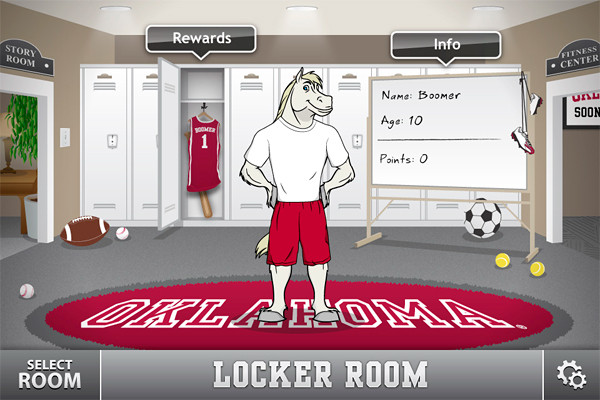 Rewards
Info
STORY
ROOM
FITNESS
CENTER
Name: Boomer
Age: 10
Points: 0
BOOMER
1
SOON
OKLAHOMA
SELECT
ROOM
LOCKER ROOM